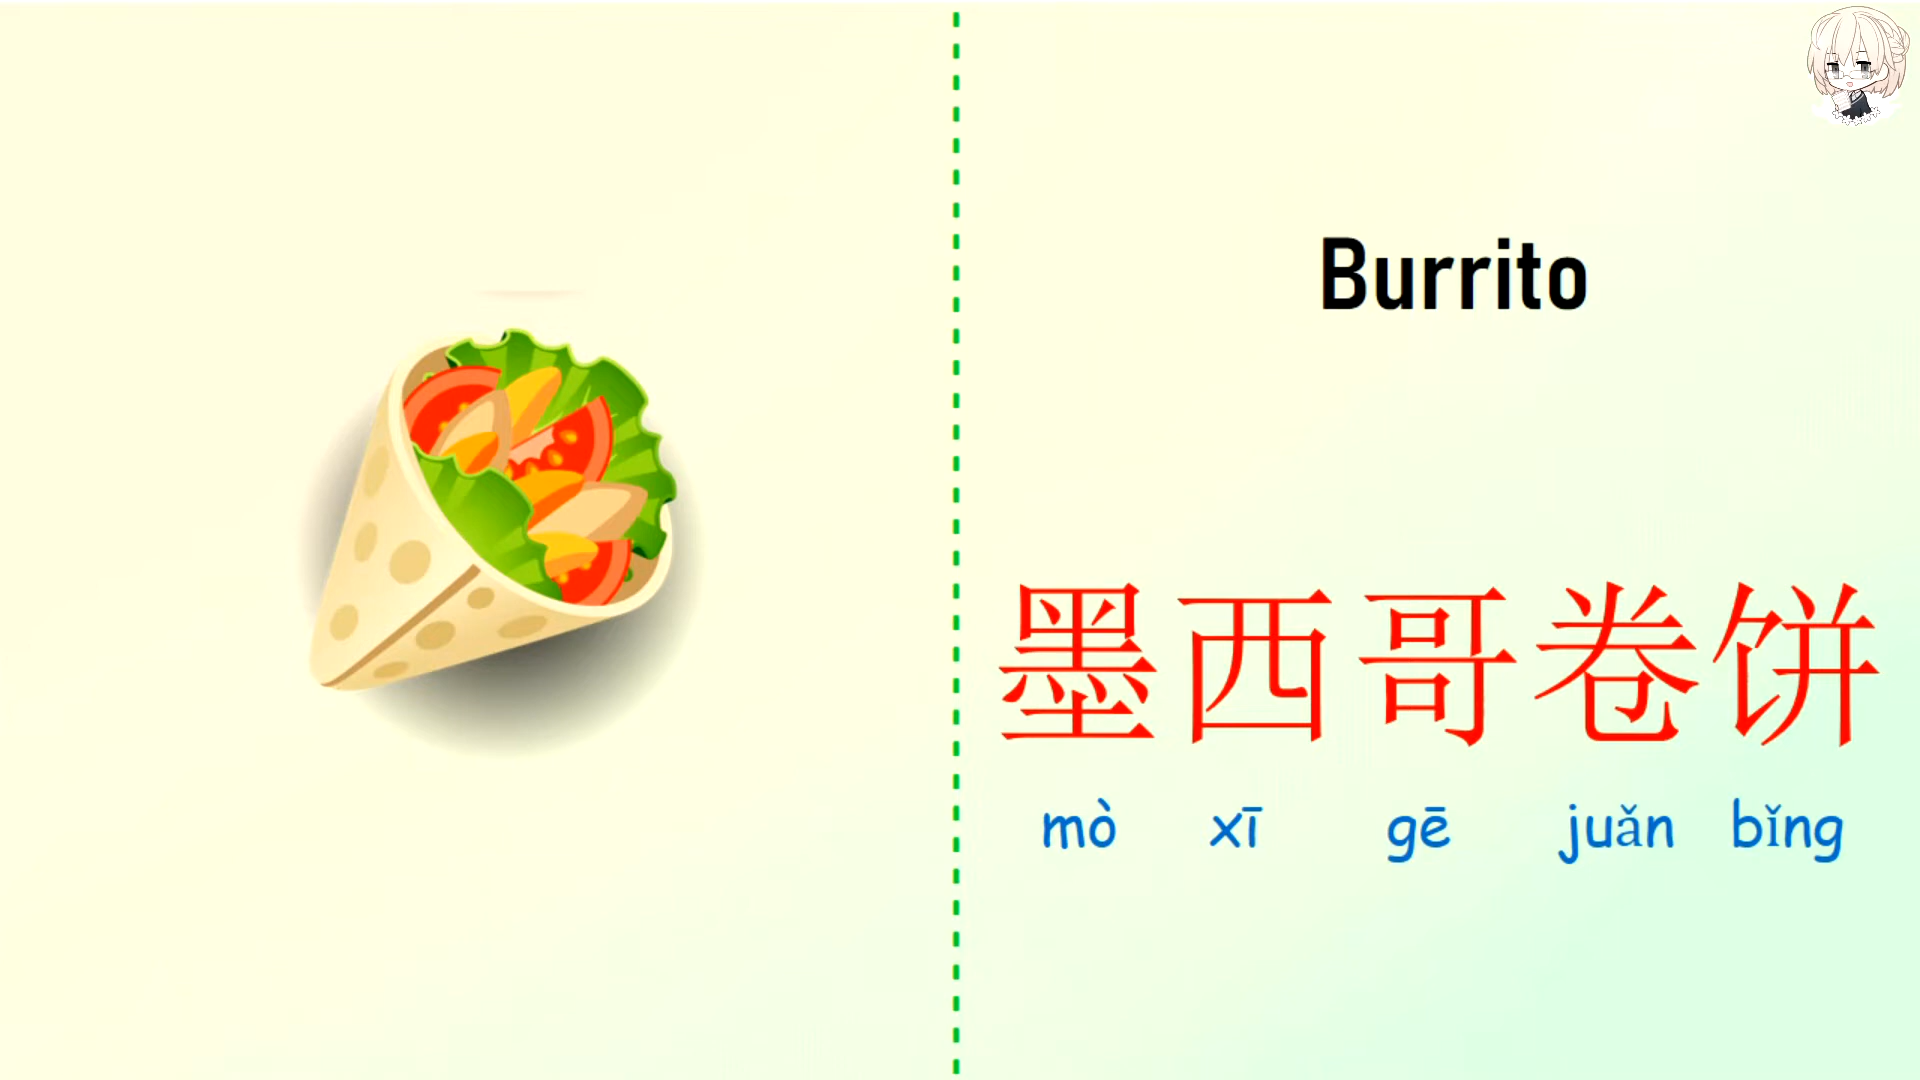 Burrito
墨西哥卷饼
mò xī gē juǎn bǐng